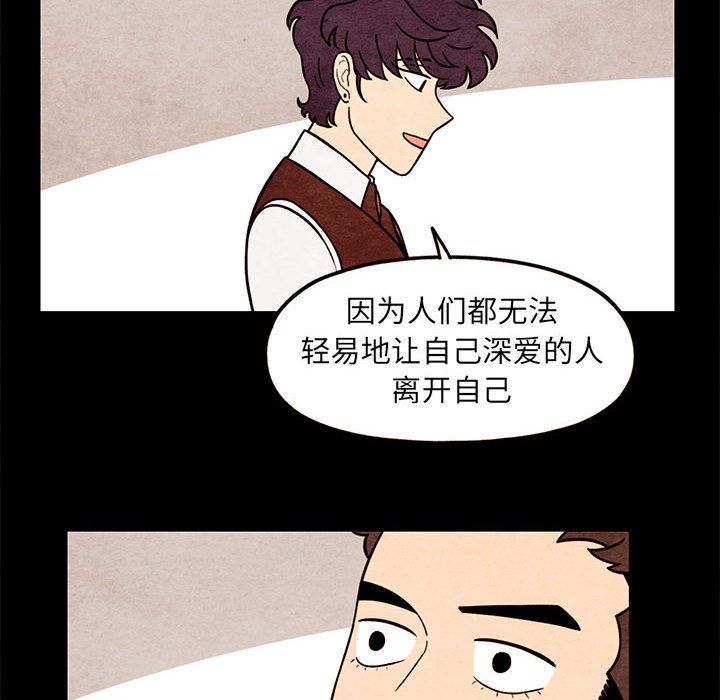 因为人们都无法
轻易地让自己深爱的人
离开自己